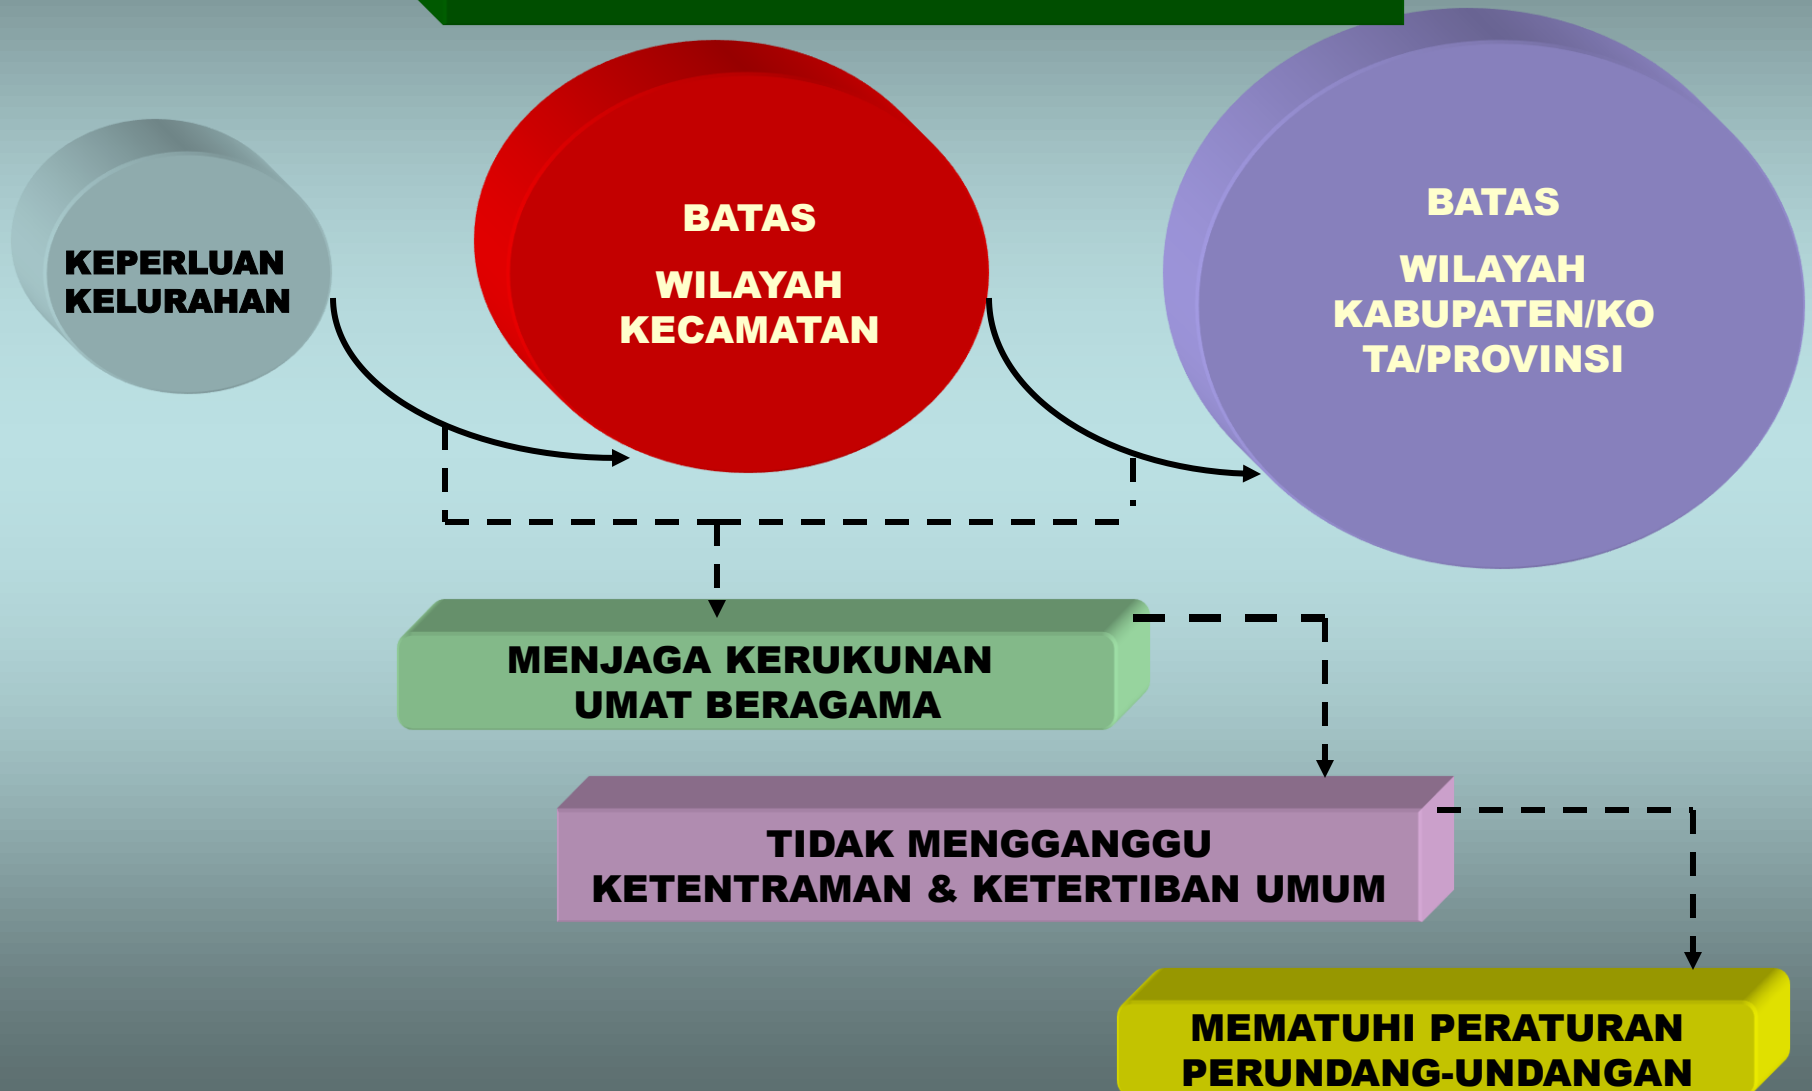 KEPERLUAN
KELURAHAN
BATAS
WILAYAH
KECAMATAN
BATAS
WILAYAH
KABUPATEN/KO
TA/PROVINSI
MENJAGA KERUKUNAN
UMAT BERAGAMA
TIDAK MENGGANGGU
KETENTRAMAN & KETERTIBAN UMUM
MEMATUHI PERATURAN
PERUNDANG-UNDANGAN